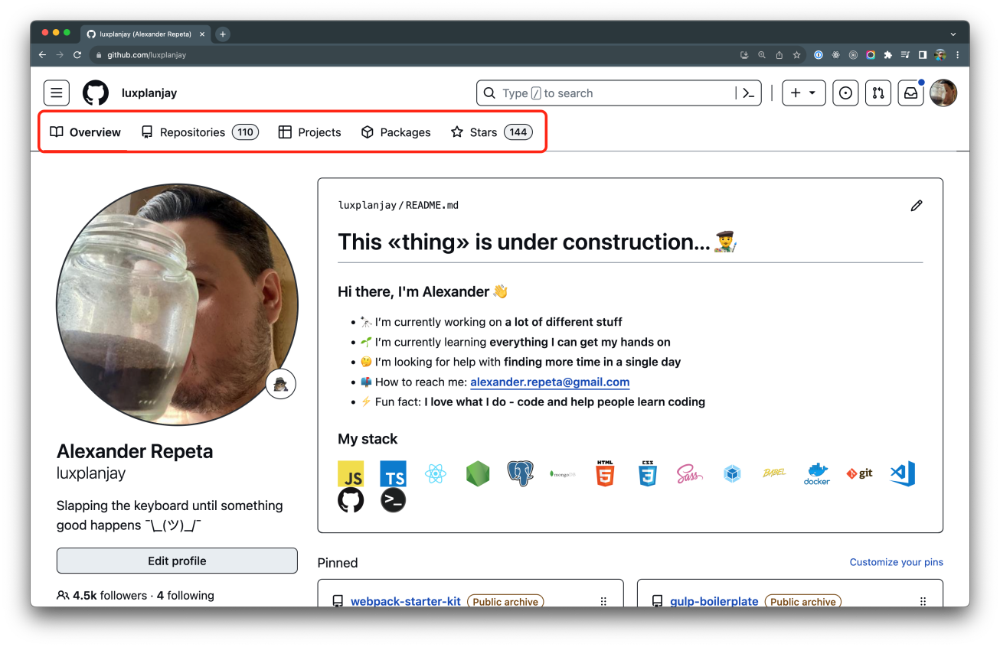 luxplanjay (Alexander Repeta)
github.com/luxplanjay
luxplanjay
Type / to search
Overview
Repositories 110
Projects
Packages
Stars 144
luxplanjay/README.md
This «thing» is under construction...
Hi there, I'm Alexander 👋
🔭 I’m currently working on a lot of different stuff
🌱 I’m currently learning everything I can get my hands on
🤔 I’m looking for help with finding more time in a single day
📫 How to reach me: alexander.repeta@gmail.com
⚡ Fun fact: I love what I do - code and help people learn coding
My stack
JS
TS
mongoDB
HTML
5
CSS
3
Sass
BABEL
docker
git
Alexander Repeta
luxplanjay
Slapping the keyboard until something
good happens ¯\_(ツ)_/¯
Edit profile
4.5k followers · 4 following
Pinned
Customize your pins
webpack-starter-kit Public archive
gulp-boilerplate Public archive